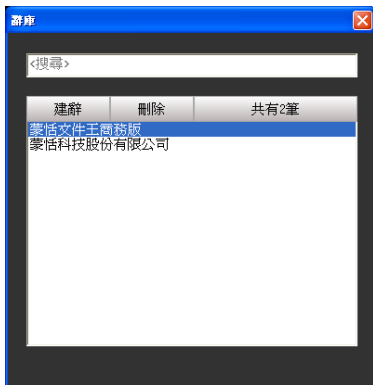 辭庫
<搜尋>
建辭 刪除 共有2筆
蒙恬文件王商務版
蒙恬科技股份有限公司